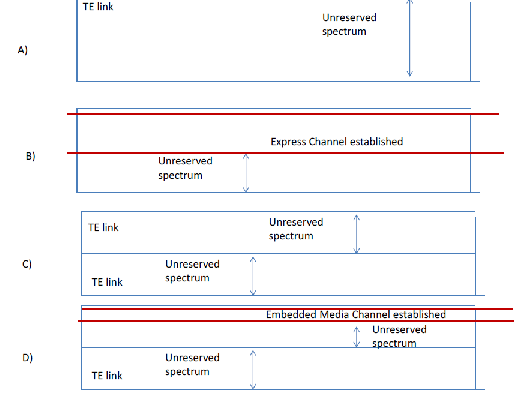 TE link
Unreserved
spectrum
A)
Express Channel established
B)
Unreserved
spectrum
Unreserved
spectrum
TE link
C)
Unreserved
spectrum
TE link
Embedded Media Channel established
Unreserved
spectrum
D)
Unreserved
spectrum
TE link